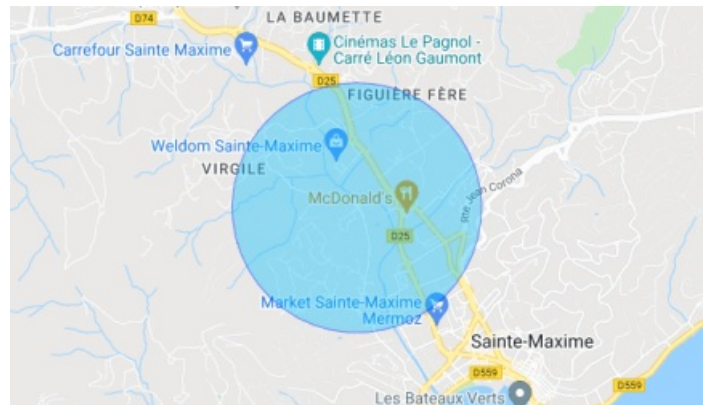 LA BAUMETTE
D74
Carrefour Sainte Maxime
Cinémas Le Pagnol -
Carré Léon Gaumont
D25
FIGUIÈRE FÈRE
Weldom Sainte-Maxime
VIRGILE
McDonald's
Rte Jean Corona
D25
Market Sainte-Maxime
Mermoz
Sainte-Maxime
D559
D559
Les Bateaux Verts